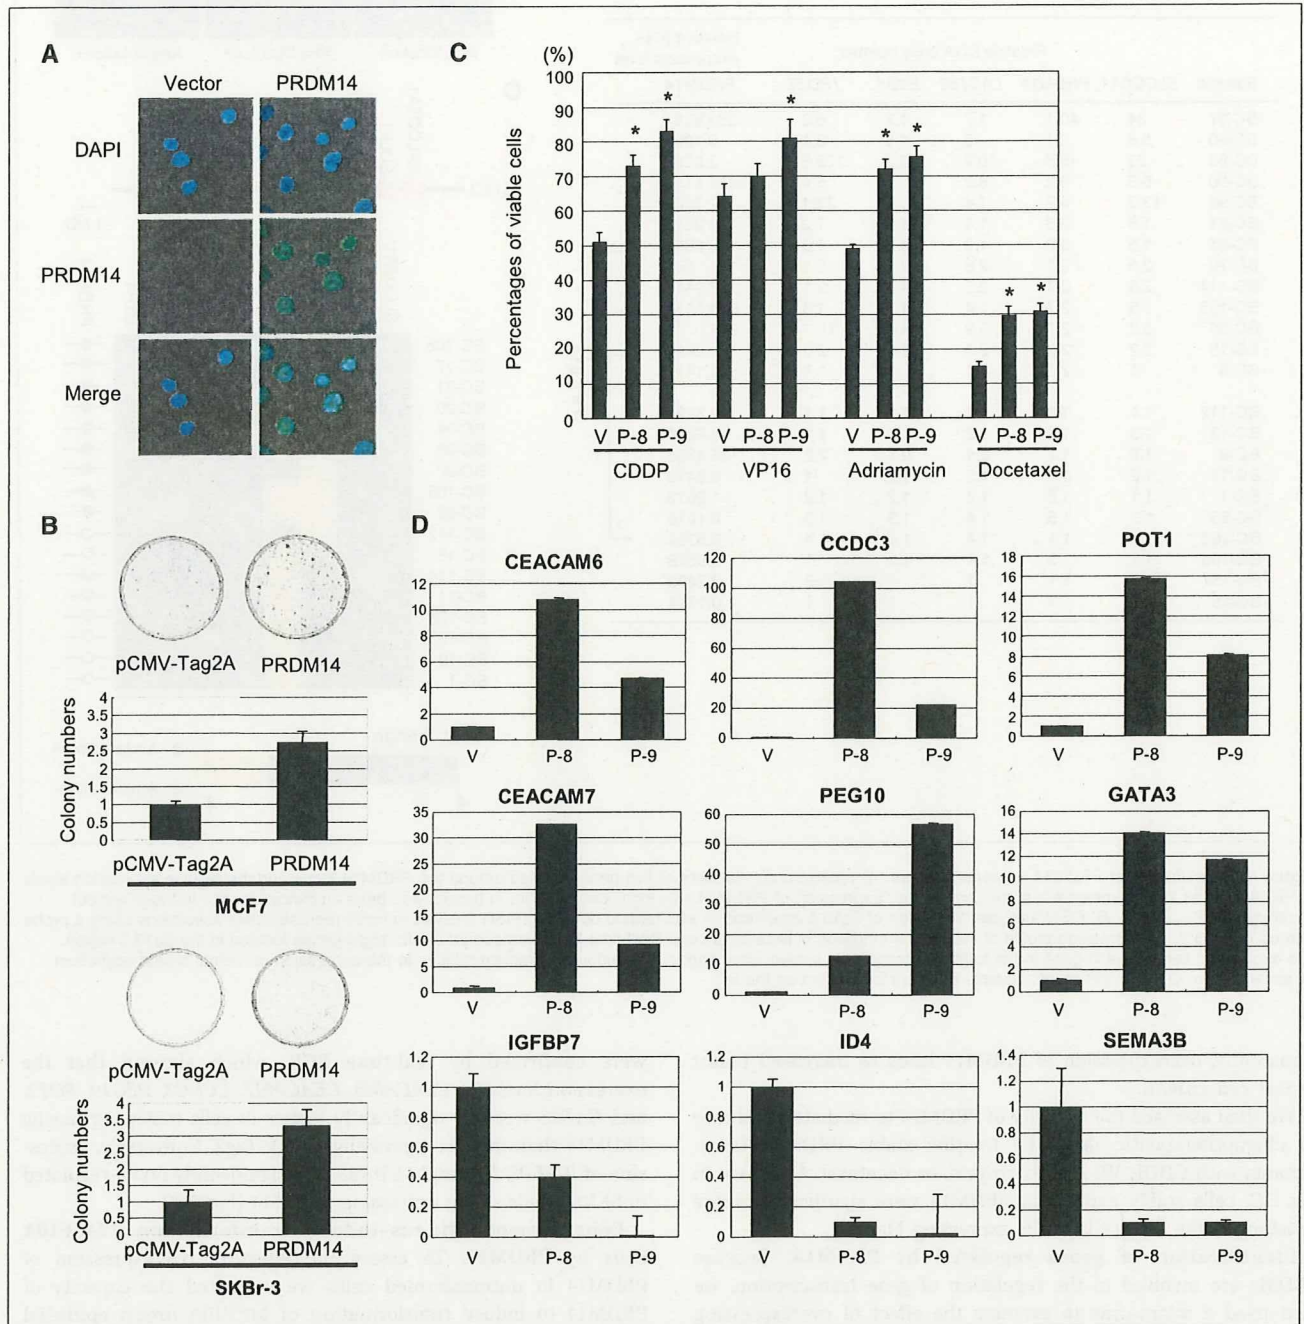 A
Vector PRDM14
DAPI
PRDM14
Merge
C
(%)
Percentages of viable cells
100
90
80
70
60
50
40
30
20
10
0
* * * * * * *
V P-8 P-9 V P-8 P-9 V P-8 P-9 V P-8 P-9
CDDP VP16 Adriamycin Docetaxel
B
pCMV-Tag2A PRDM14
Colony numbers
4
3.5
3
2.5
2
1.5
1
0.5
0
pCMV-Tag2A PRDM14
MCF7
pCMV-Tag2A PRDM14
Colony numbers
4
3.5
3
2.5
2
1.5
1
0.5
0
pCMV-Tag2A PRDM14
SKBr-3
D
CEACAM6
12
10
8
6
4
2
0
V P-8 P-9
CCDC3
120
100
80
60
40
20
0
V P-8 P-9
POT1
18
16
14
12
10
8
6
4
2
0
V P-8 P-9
CEACAM7
35
30
25
20
15
10
5
0
V P-8 P-9
PEG10
60
50
40
30
20
10
0
V P-8 P-9
GATA3
16
14
12
10
8
6
4
2
0
V P-8 P-9
IGFBP7
1.2
1
0.8
0.6
0.4
0.2
0
V P-8 P-9
ID4
1.2
1
0.8
0.6
0.4
0.2
0
V P-8 P-9
SEMA3B
1.4
1.2
1.0
0.8
0.6
0.4
0.2
0
V P-8 P-9